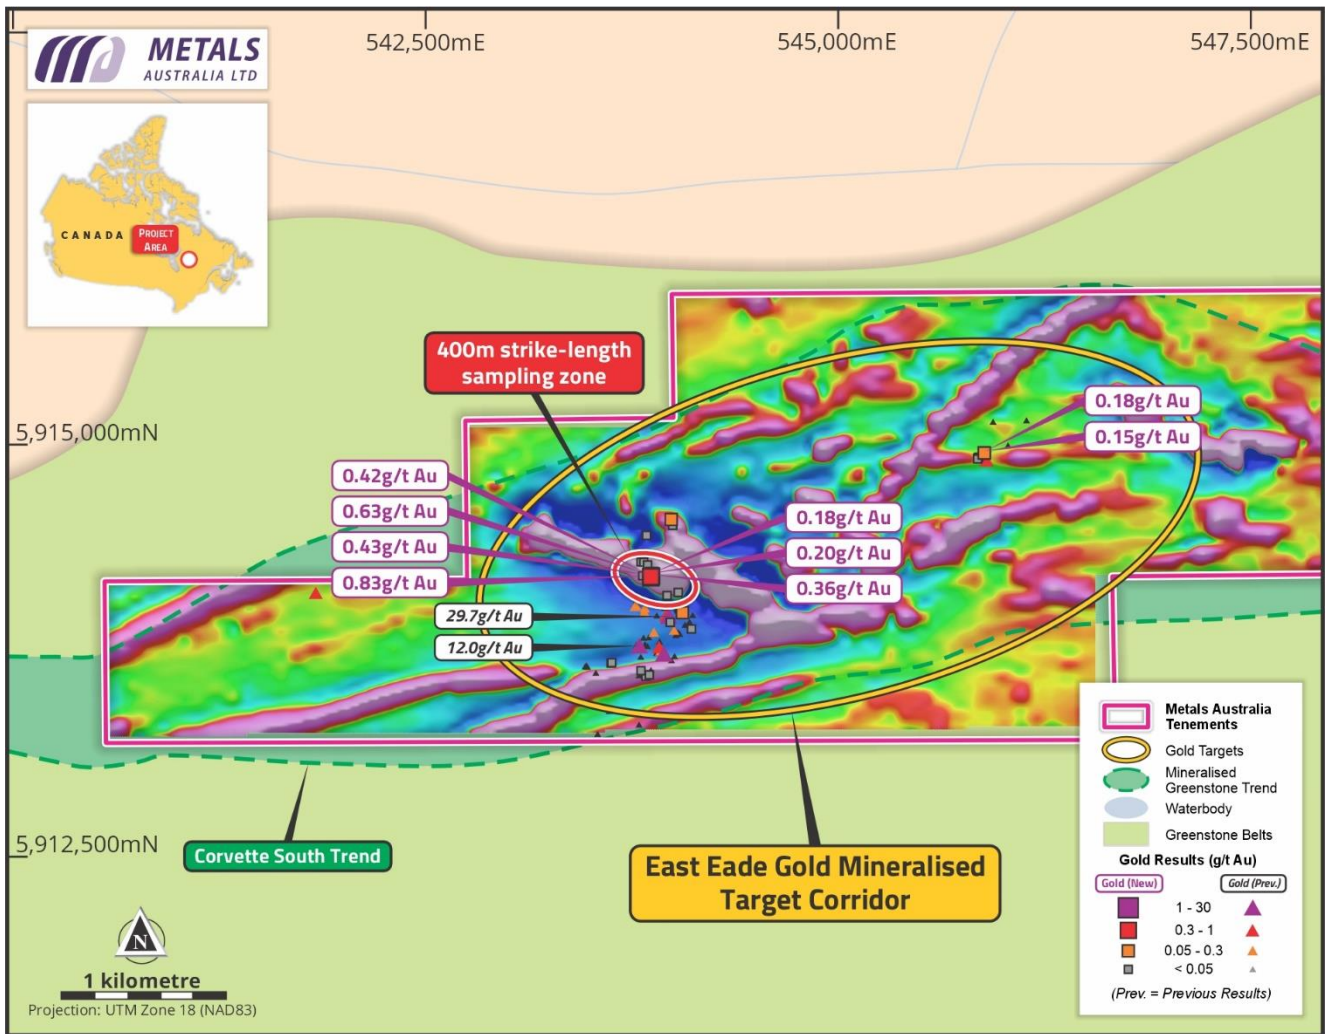 542,500mE
545,000mE
547,500mE
METALS
AUSTRALIA LTD
CANADA
PROJECT
AREA
400m strike-length
sampling zone
5,915,000mN
0.18g/t Au
0.15g/t Au
0.42g/t Au
0.63g/t Au
0.43g/t Au
0.83g/t Au
0.18g/t Au
0.20g/t Au
0.36g/t Au
29.7g/t Au
12.0g/t Au
5,912,500mN
Corvette South Trend
East Eade Gold Mineralised
Target Corridor
N
1 kilometre
Projection: UTM Zone 18 (NAD83)
Metals Australia
Tenements
Gold Targets
Mineralised
Greenstone Trend
Waterbody
Greenstone Belts
Gold Results (g/t Au)
Gold (New)
Gold (Prev.)
1 - 30
0.3 - 1
0.05 - 0.3
< 0.05
(Prev. = Previous Results)